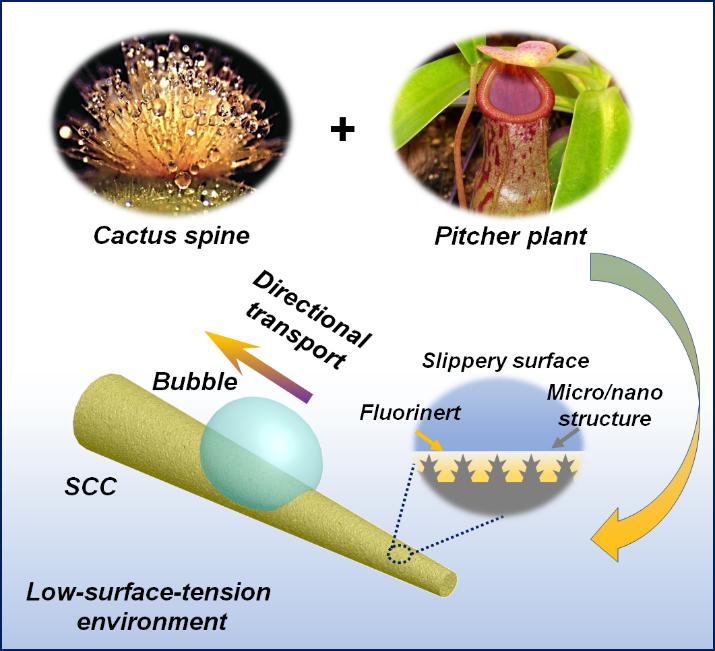 +
Cactus spine
Pitcher plant
Directional
transport
Bubble
SCC
Slippery surface
Fluorinert
Micro/nano
structure
Low-surface-tension
environment